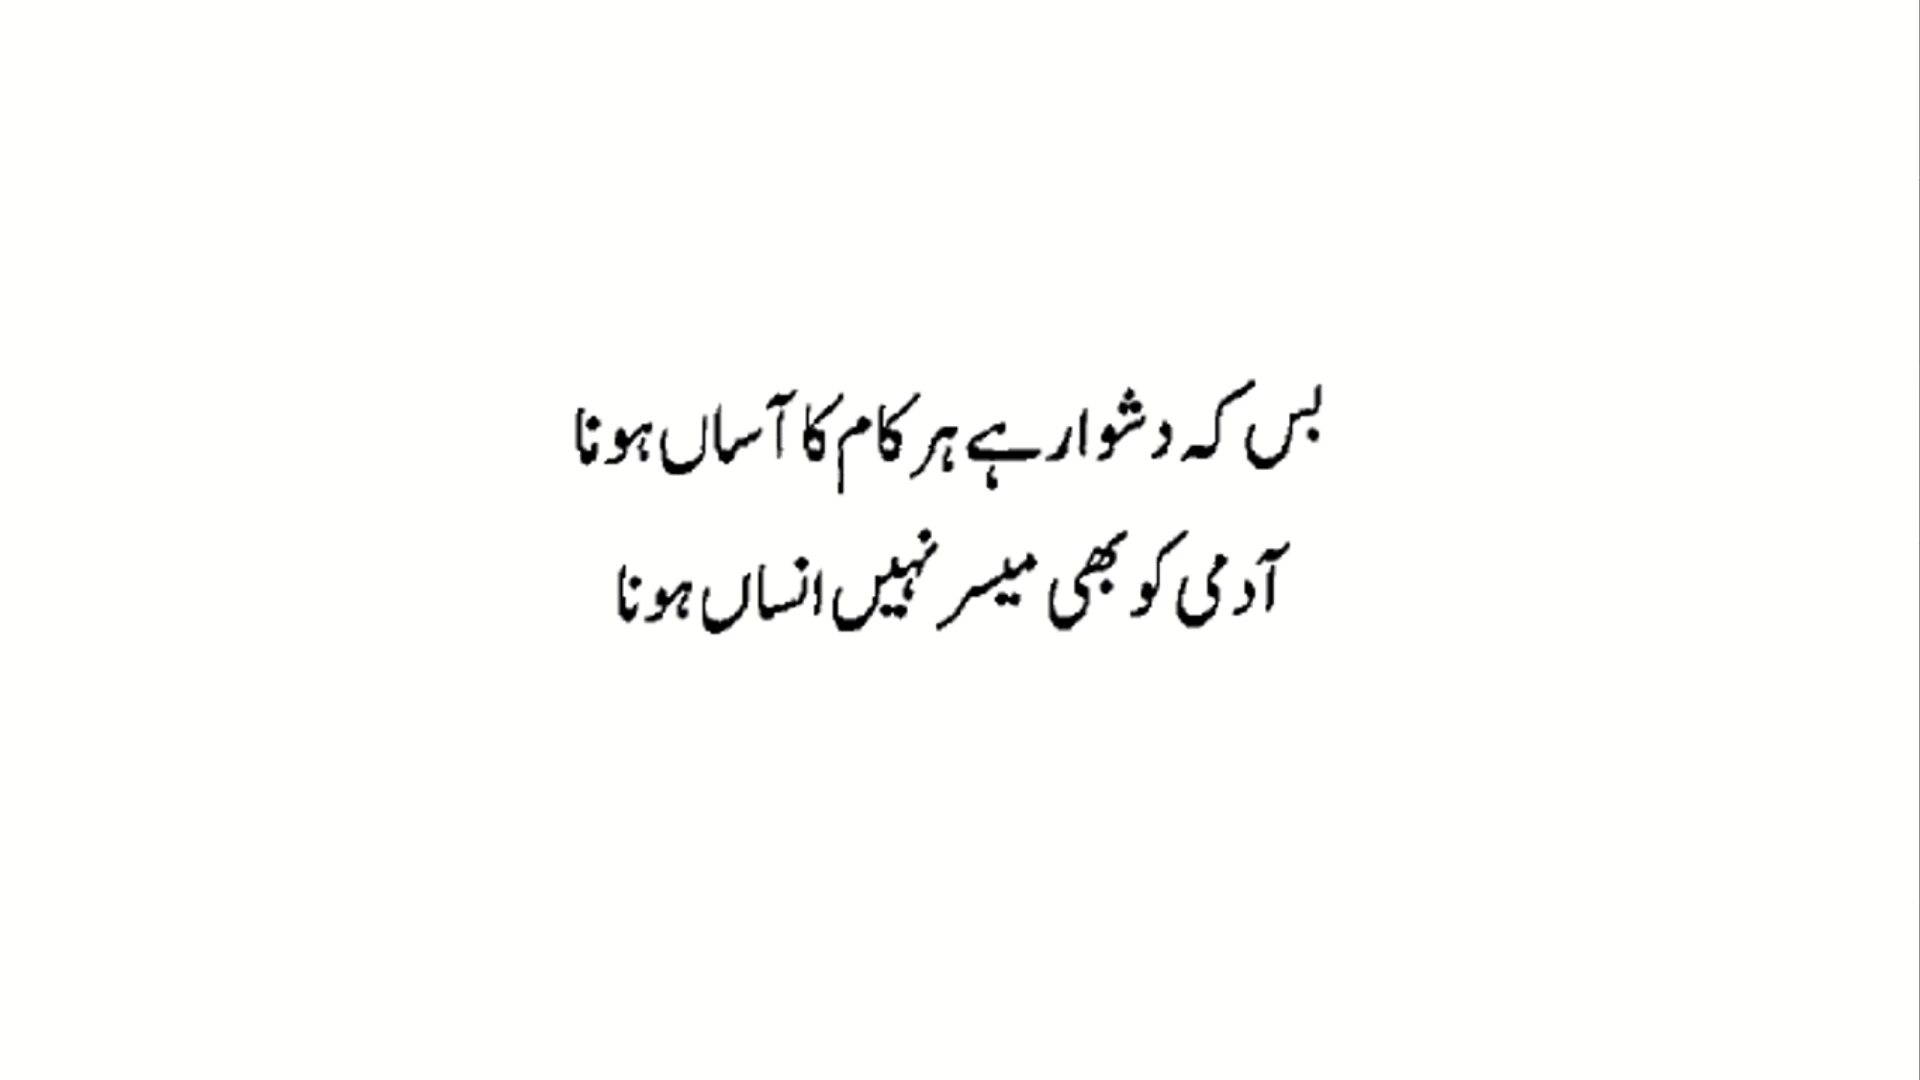 بس کہ دشوار ہے ہر کام کا آساں ہونا
آدمی کو بھی میسر نہیں انساں ہونا